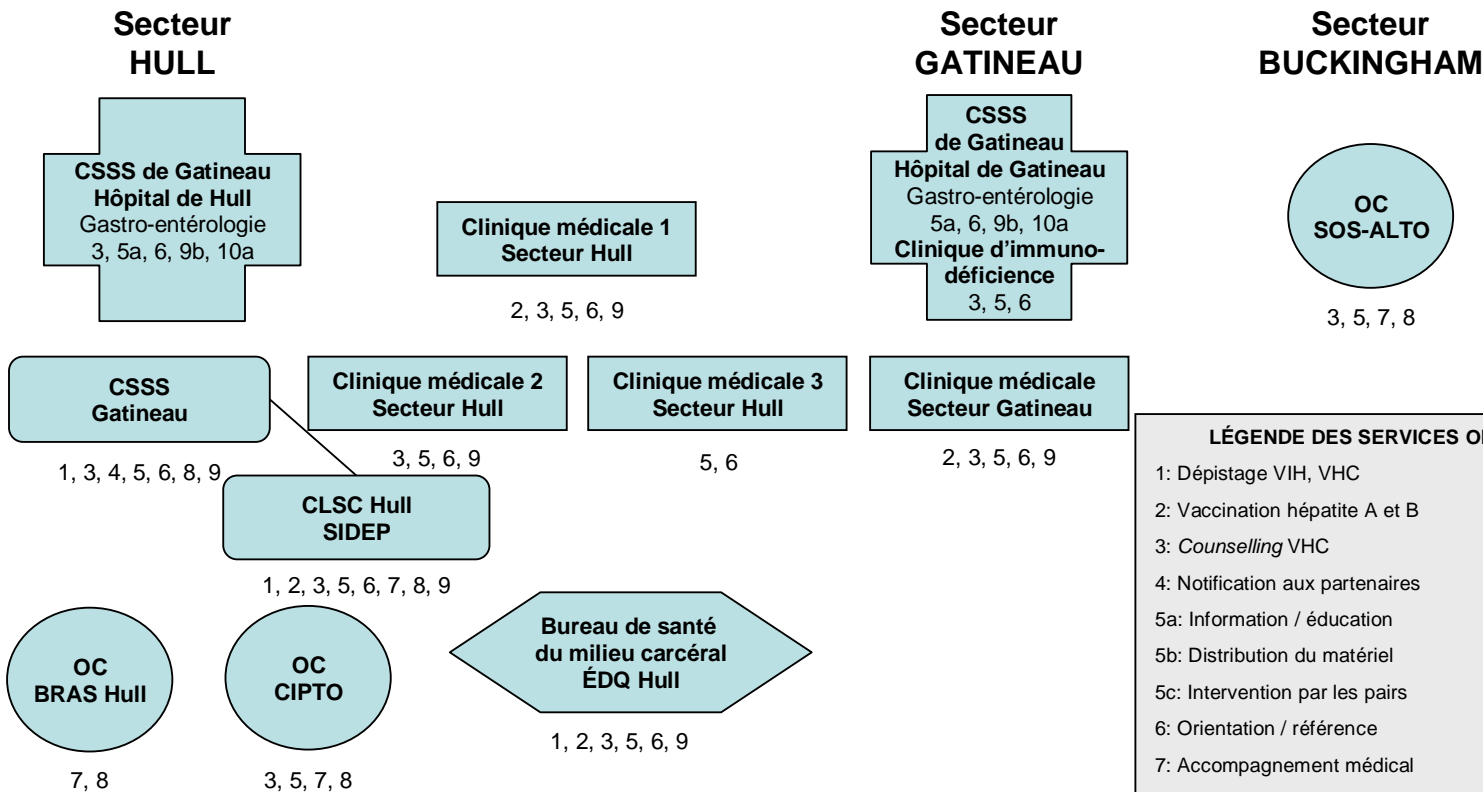 Secteur
HULL
Secteur
GATINEAU
Secteur
BUCKINGHAM
CSSS de Gatineau
Hôpital de Hull
Gastro-entérologie
3, 5a, 6, 9b, 10a
Clinique médicale 1
Secteur Hull
2, 3, 5, 6, 9
CSSS
de Gatineau
Hôpital de Gatineau
Gastro-entérologie
5a, 6, 9b, 10a
Clinique d'immuno-
déficience
3, 5, 6
OC
SOS-ALTO
3, 5, 7, 8
CSSS
Gatineau
1, 3, 4, 5, 6, 8, 9
Clinique médicale 2
Secteur Hull
3, 5, 6, 9
Clinique médicale 3
Secteur Hull
5, 6
Clinique médicale
Secteur Gatineau
2, 3, 5, 6, 9
CLSC Hull
SIDEP
1, 2, 3, 5, 6, 7, 8, 9
OC
BRAS Hull
7, 8
OC
CIPTO
3, 5, 7, 8
Bureau de santé
du milieu carcéral
ÉDQ Hull
1, 2, 3, 5, 6, 9
LÉGENDE DES SERVICES
1: Dépistage VIH, VHC
2: Vaccination hépatite A et B
3: Counselling VHC
4: Notification aux partenaires
5a: Information / éducation
5b: Distribution du matériel
5c: Intervention par les pairs
6: Orientation / référence
7: Accompagnement médical